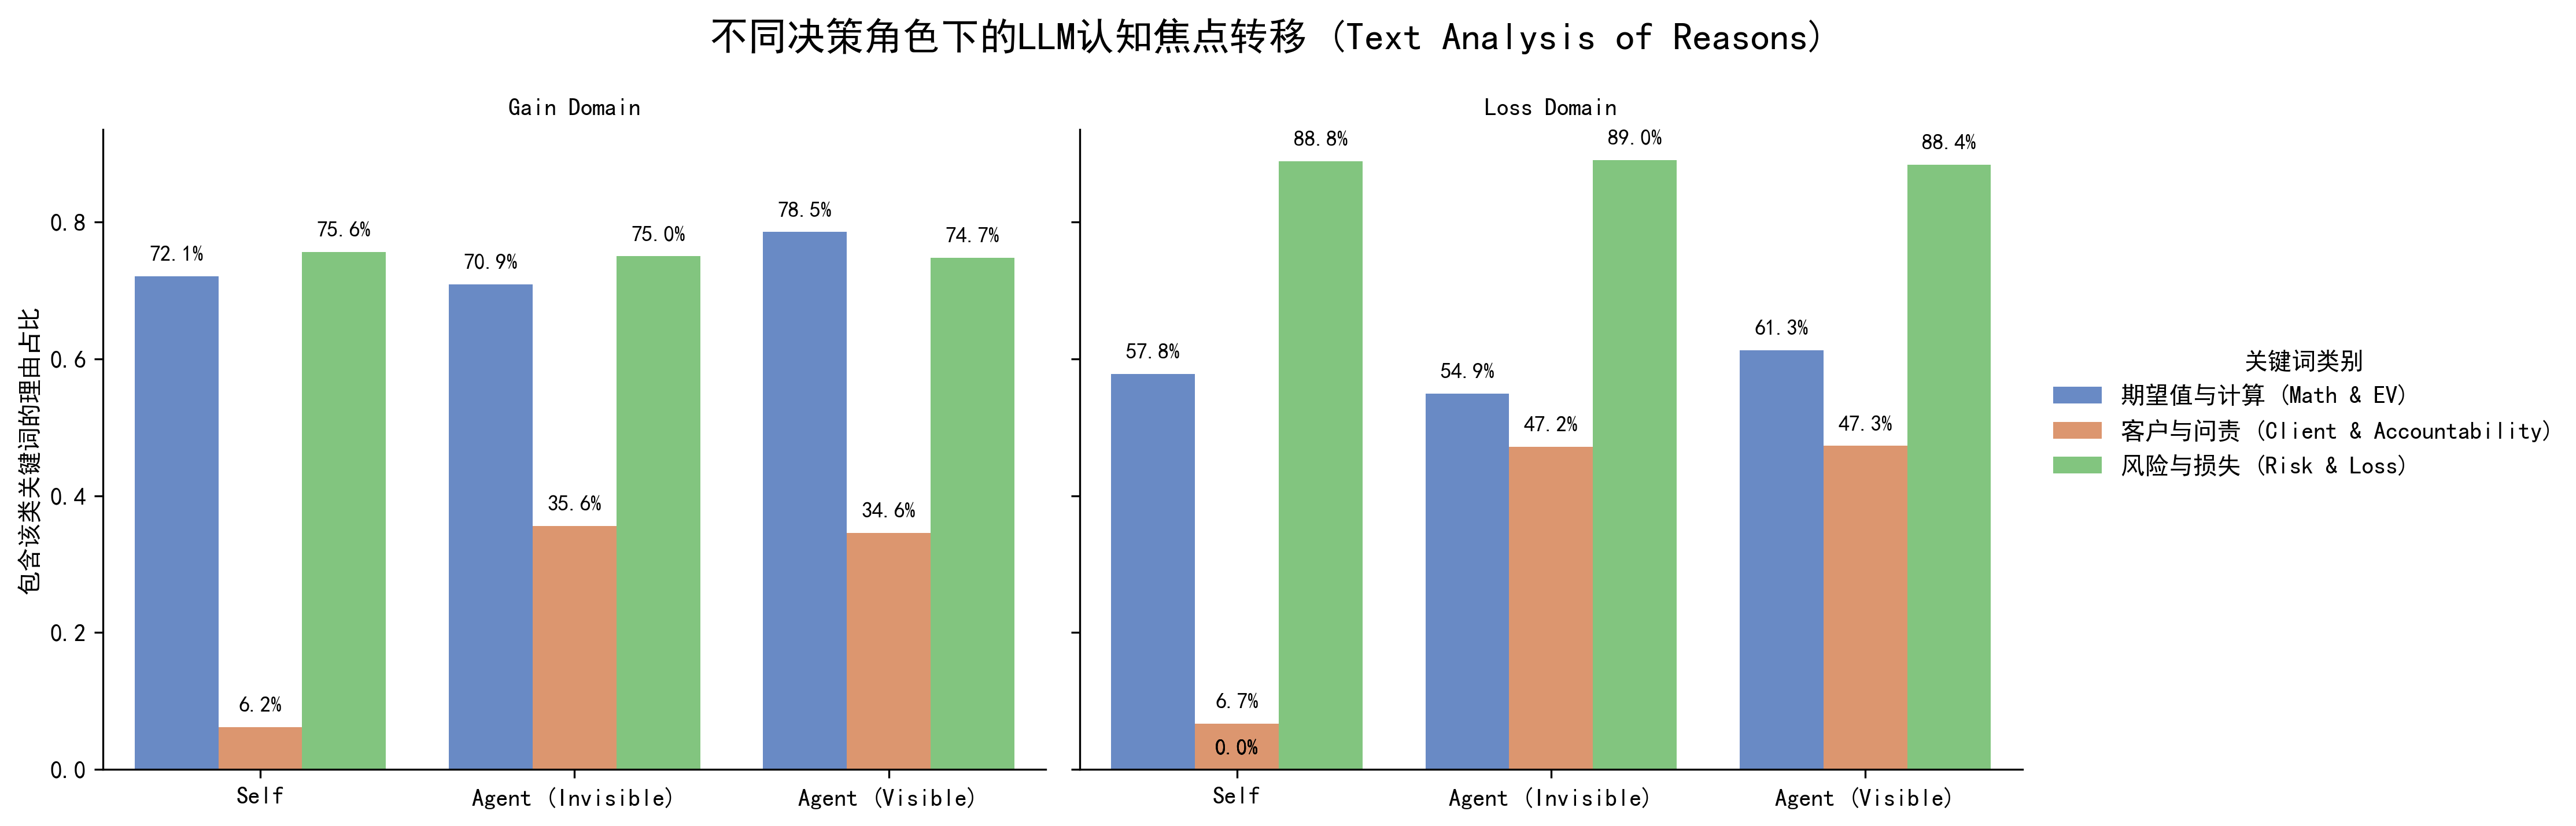 不同决策角色下的LLM认知焦点转移 (Text Analysis of Reasons)
Gain Domain
Loss Domain
包含该类关键词的理由占比
0.8
0.6
0.4
0.2
0.0
72.1%
6.2%
75.6%
70.9%
35.6%
75.0%
78.5%
34.6%
74.7%
Self
Agent (Invisible)
Agent (Visible)
57.8%
6.7%
0.0%
88.8%
54.9%
47.2%
89.0%
61.3%
47.3%
88.4%
Self
Agent (Invisible)
Agent (Visible)
关键词类别
期望值与计算 (Math & EV)
客户与问责 (Client & Accountability)
风险与损失 (Risk & Loss)